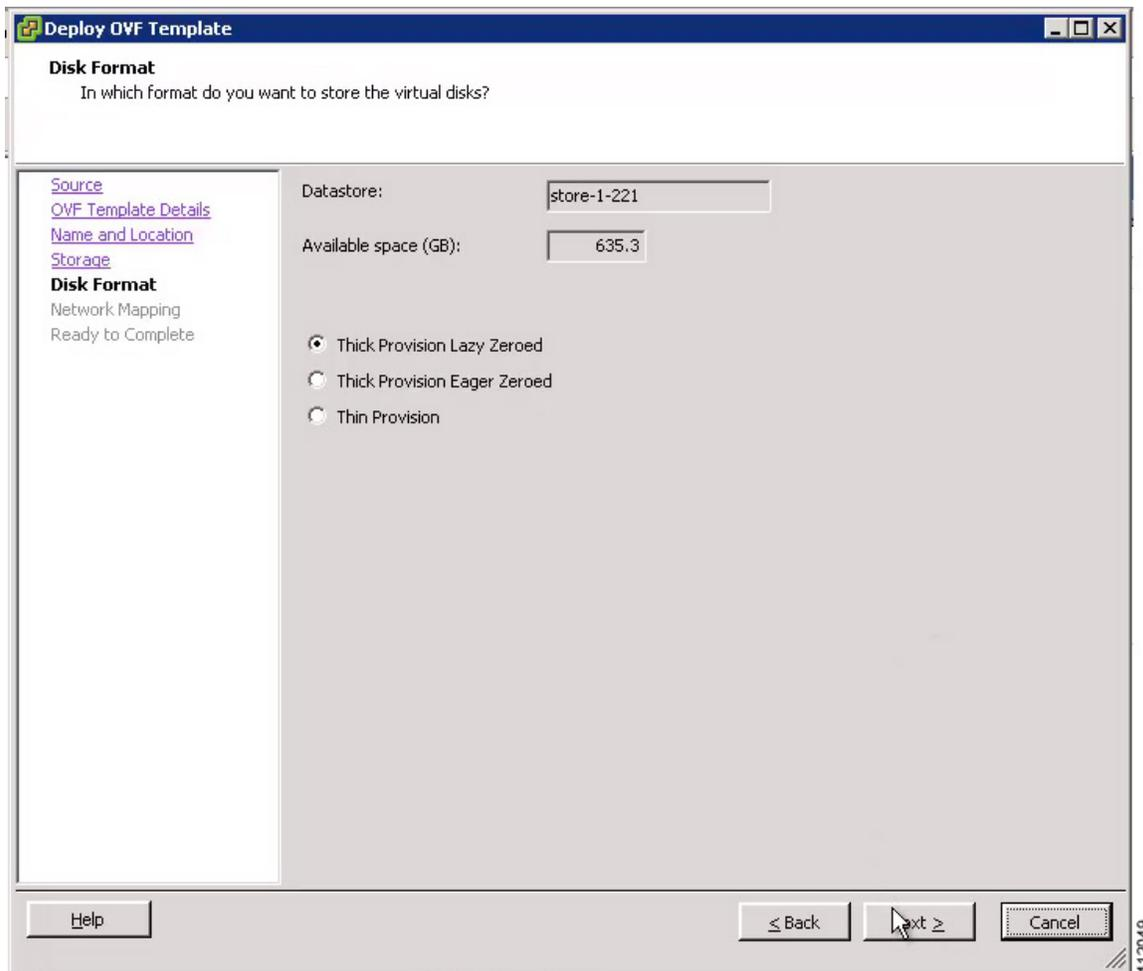 Deploy OVF Template
Disk Format
In which format do you want to store the virtual disks?
Source
OVF Template Details
Name and Location
Storage
Disk Format
Network Mapping
Ready to Complete
Datastore:
store-1-221
Available space (GB):
635.3
Thick Provision Lazy Zeroed
Thick Provision Eager Zeroed
Thin Provision
Help
< Back
>
Cancel